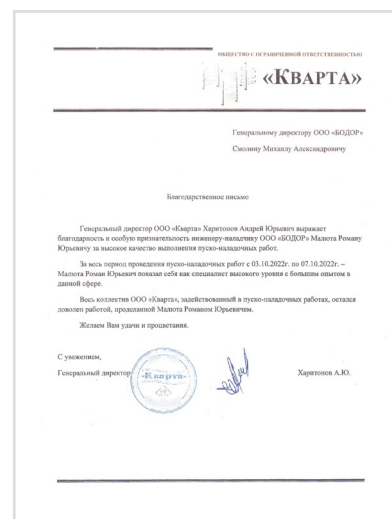 ОБЩЕСТВО С ОГРАНИЧЕННОЙ ОТВЕТСТВЕННОСТЬЮ
«КВАРТА»
Генеральному директору ООО «БОДОР»
Смолину Михаилу Александровичу
Благодарственное письмо
Генеральный директор ООО «Кварта» Харитонов Андрей Юрьевич выражает
благодарность и особую признательность инженеру-наладчику ООО «БОДОР» Малюта Роману
Юрьевичу за высокое качество выполнения пуско-наладочных работ.
За весь период проведения пуско-наладочных работ с 03.10.2022г. по 07.10.2022г. –
Малюта Роман Юрьевич показал себя как специалист высокого уровня с большим опытом в
данной сфере.
Весь коллектив ООО «Кварта», задействованный в пуско-наладочных работах, остался
доволен работой, проделанной Малюта Романом Юрьевичем.
Желаем Вам удачи и процветания.
С уважением,
Генеральный директор
Харитонов А.Ю.
«Кварта»